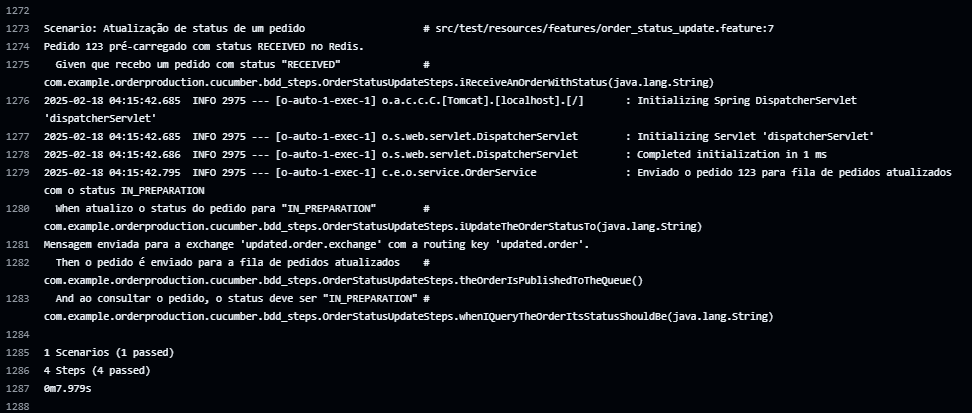 1272
1273 Scenario: Atualização de status de um pedido # src/test/resources/features/order_status_update.feature:7
1274 Pedido 123 pré-carregado com status RECEIVED no Redis.
1275 Given que recebo um pedido com status "RECEIVED" #
com.example.orderproduction.cucumber.bdd_steps.OrderStatusUpdateSteps.iReceiveAnOrderWithStatus(java.lang.String)
1276 2025-02-18 04:15:42.685 INFO 2975 --- [o-auto-1-exec-1] o.a.c.c.C.[Tomcat].[localhost].[/] : Initializing Spring DispatcherServlet
'dispatcherServlet'
1277 2025-02-18 04:15:42.685 INFO 2975 --- [o-auto-1-exec-1] o.s.web.servlet.DispatcherServlet : Initializing Servlet 'dispatcherServlet'
1278 2025-02-18 04:15:42.686 INFO 2975 --- [o-auto-1-exec-1] o.s.web.servlet.DispatcherServlet : Completed initialization in 1 ms
1279 2025-02-18 04:15:42.795 INFO 2975 --- [o-auto-1-exec-1] c.e.o.service.OrderService : Enviado o pedido 123 para fila de pedidos atualizados
com o status IN_PREPARATION
1280 When atualizo o status do pedido para "IN_PREPARATION" #
com.example.orderproduction.cucumber.bdd_steps.OrderStatusUpdateSteps.iUpdateTheOrderStatusTo(java.lang.String)
1281 Mensagem enviada para a exchange 'updated.order.exchange' com a routing key 'updated.order'.
1282 Then o pedido é enviado para a fila de pedidos atualizados #
com.example.orderproduction.cucumber.bdd_steps.OrderStatusUpdateSteps.theOrderIsPublishedToTheQueue()
1283 And ao consultar o pedido, o status deve ser "IN_PREPARATION" #
com.example.orderproduction.cucumber.bdd_steps.OrderStatusUpdateSteps.whenIQueryTheOrderItsStatusShouldBe(java.lang.String)
1284
1285 1 Scenarios (1 passed)
1286 4 Steps (4 passed)
1287 0m7.979s
1288